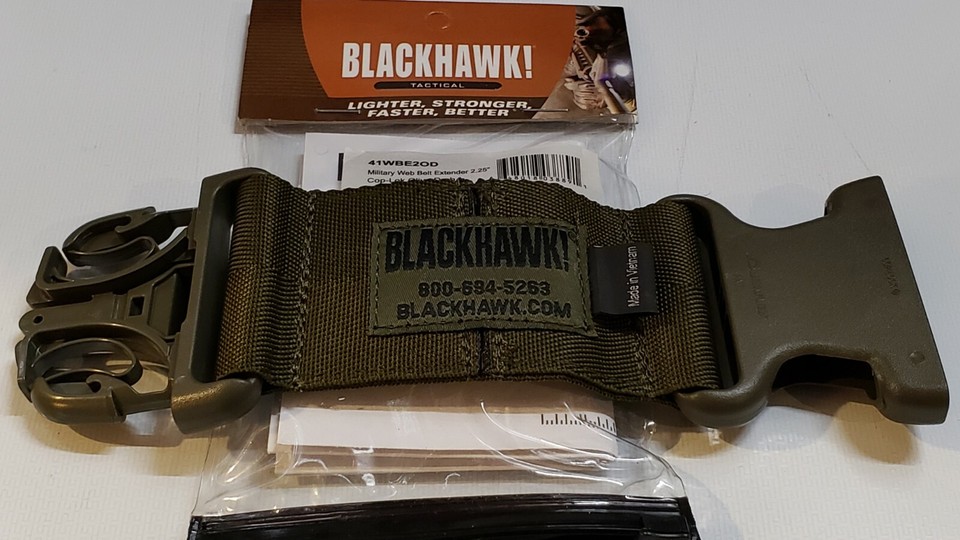 BLACKHAWK!
TACTICAL
LIGHTER, STRONGER,
FASTER, BETTER
41WBE2OD
Military Web Belt Extender 2.25"
BLACKHAWK!
800-694-5263
BLACKHAWK.COM
Made in Vietnam